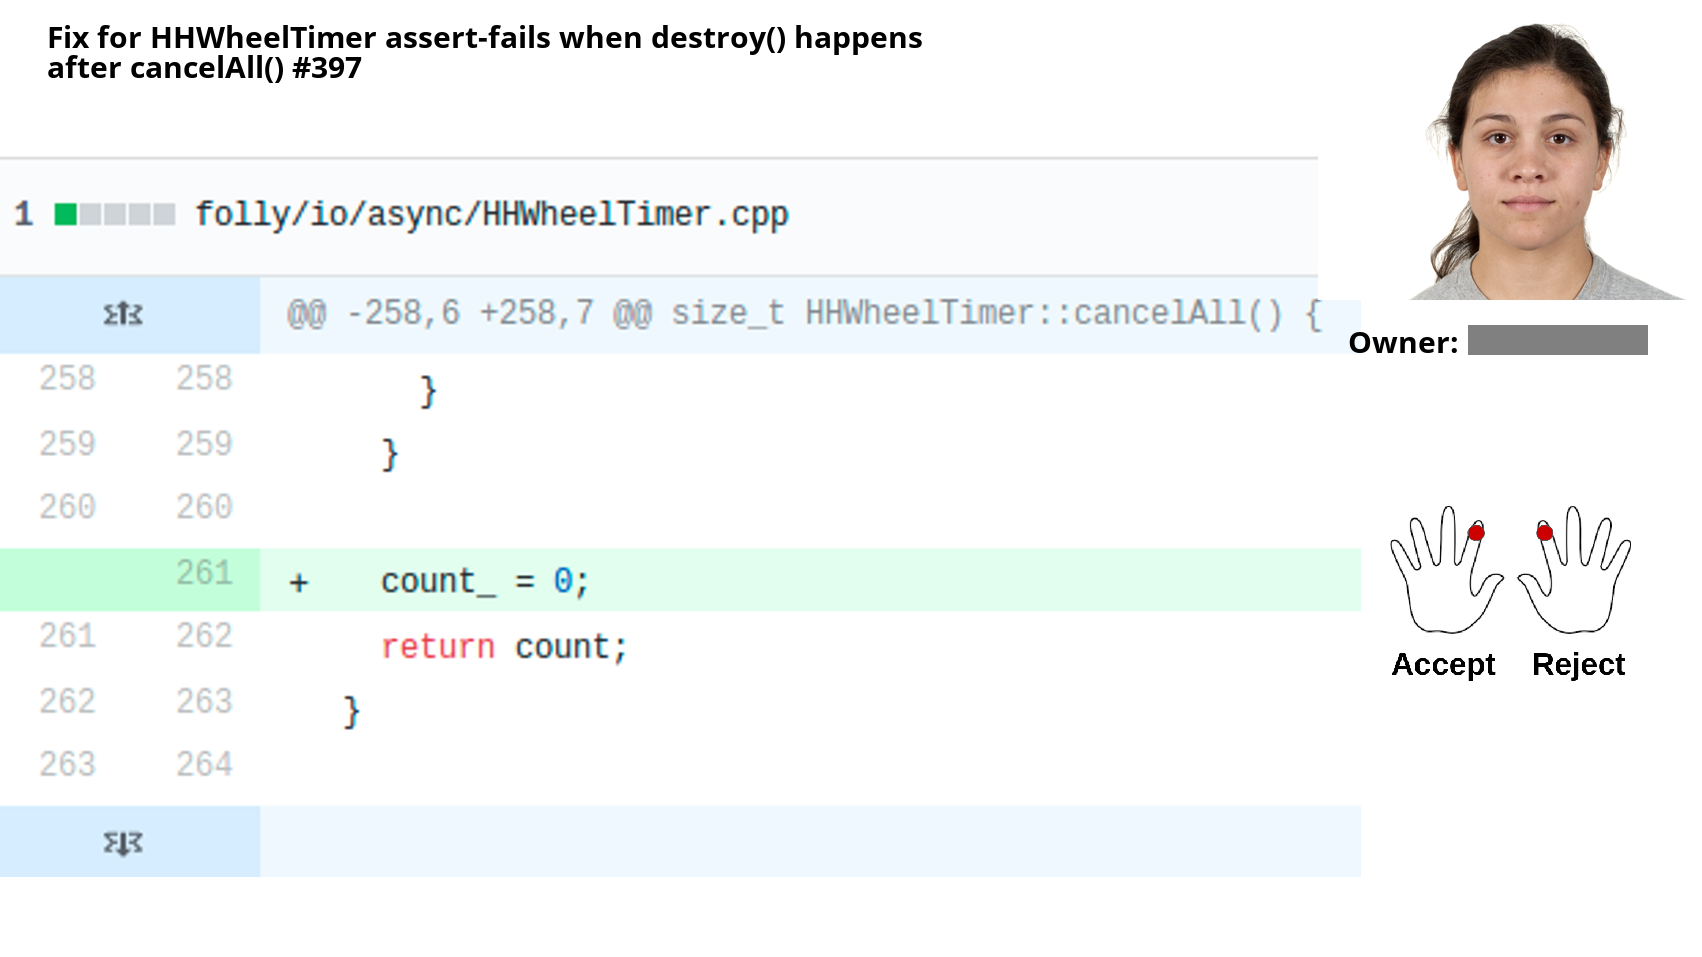 Fix for HHWheelTimer assert-fails when destroy() happens
after cancelAll() #397
1 folly/io/async/HHWheelTimer.cpp
@@ -258,6 +258,7 @@ size_t HHWheelTimer::cancelAll() {
258 258 }
259 259 }
260 260
261 + count_ = 0;
261 262 return count;
262 263 }
263 264
Owner:
Accept Reject